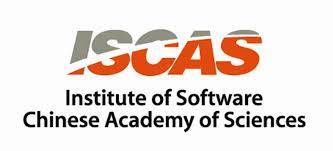 ISCAS
Institute of Software
Chinese Academy of Sciences